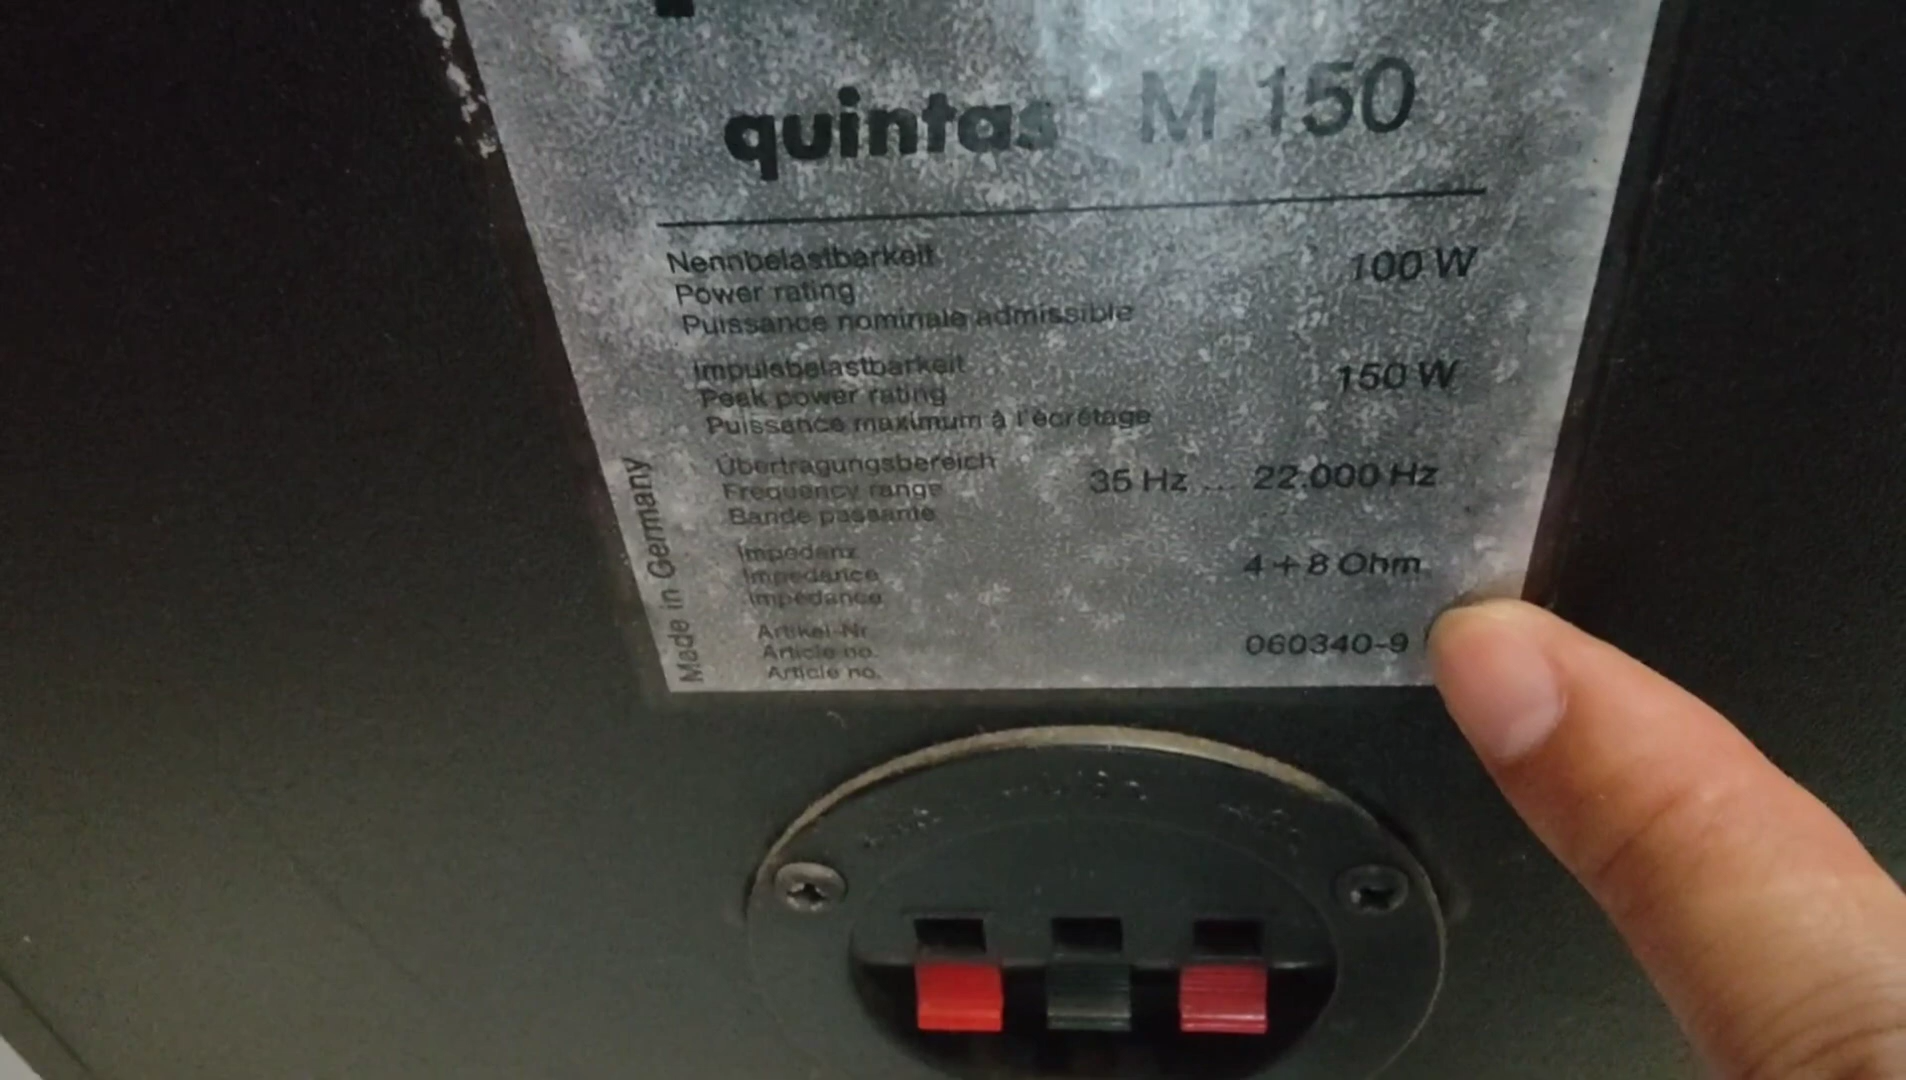 quintas M 150
Nennbelastbarkeit 100 W
Power rating
Puissance nominale admissible
Impulsbelastbarkeit 150 W
Peak power rating
Puissance maximum à l'écrêtage
Übertragungsbereich 35 Hz ... 22.000 Hz
Frequency range
Bande passante
Impedanz 4 + 8 Ohm
Impedance
Impédance
Artikel-Nr. 060340-9
Article no.
Article no.
Made in Germany